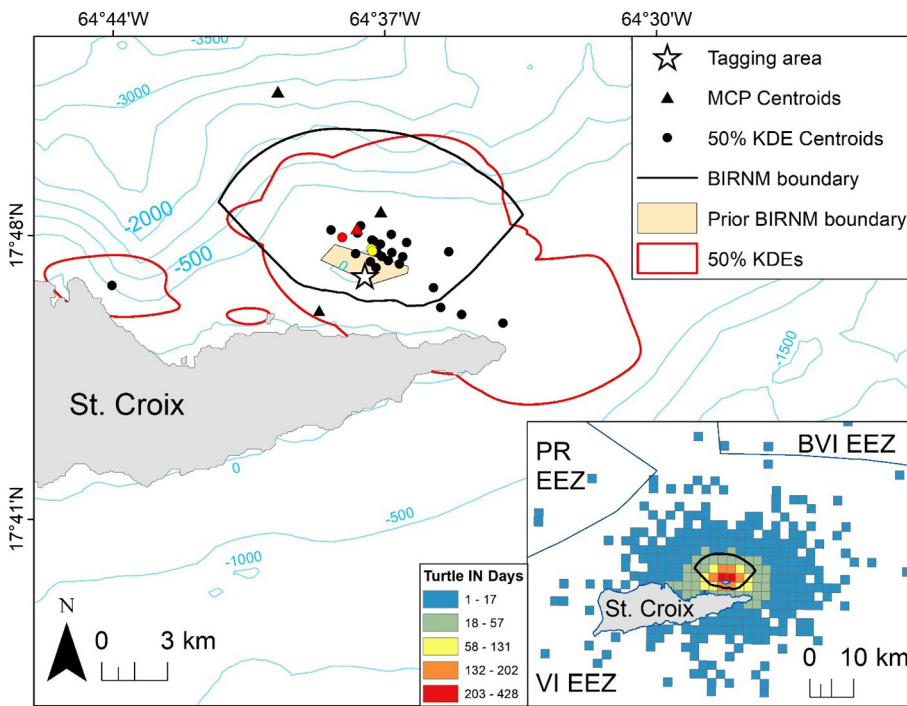 64°44'W
64°37'W
64°30'W
-3500
-3000
-2000
-500
0
-1500
17°48'N
17°41'N
Tagging area
MCP Centroids
50% KDE Centroids
BIRNM boundary
Prior BIRNM boundary
50% KDEs
St. Croix
0
-500
-1000
N
0 3 km
Turtle IN Days
1 - 17
18 - 57
58 - 131
132 - 202
203 - 428
PR
EEZ
BVI EEZ
St. Croix
VI EEZ
0 10 km